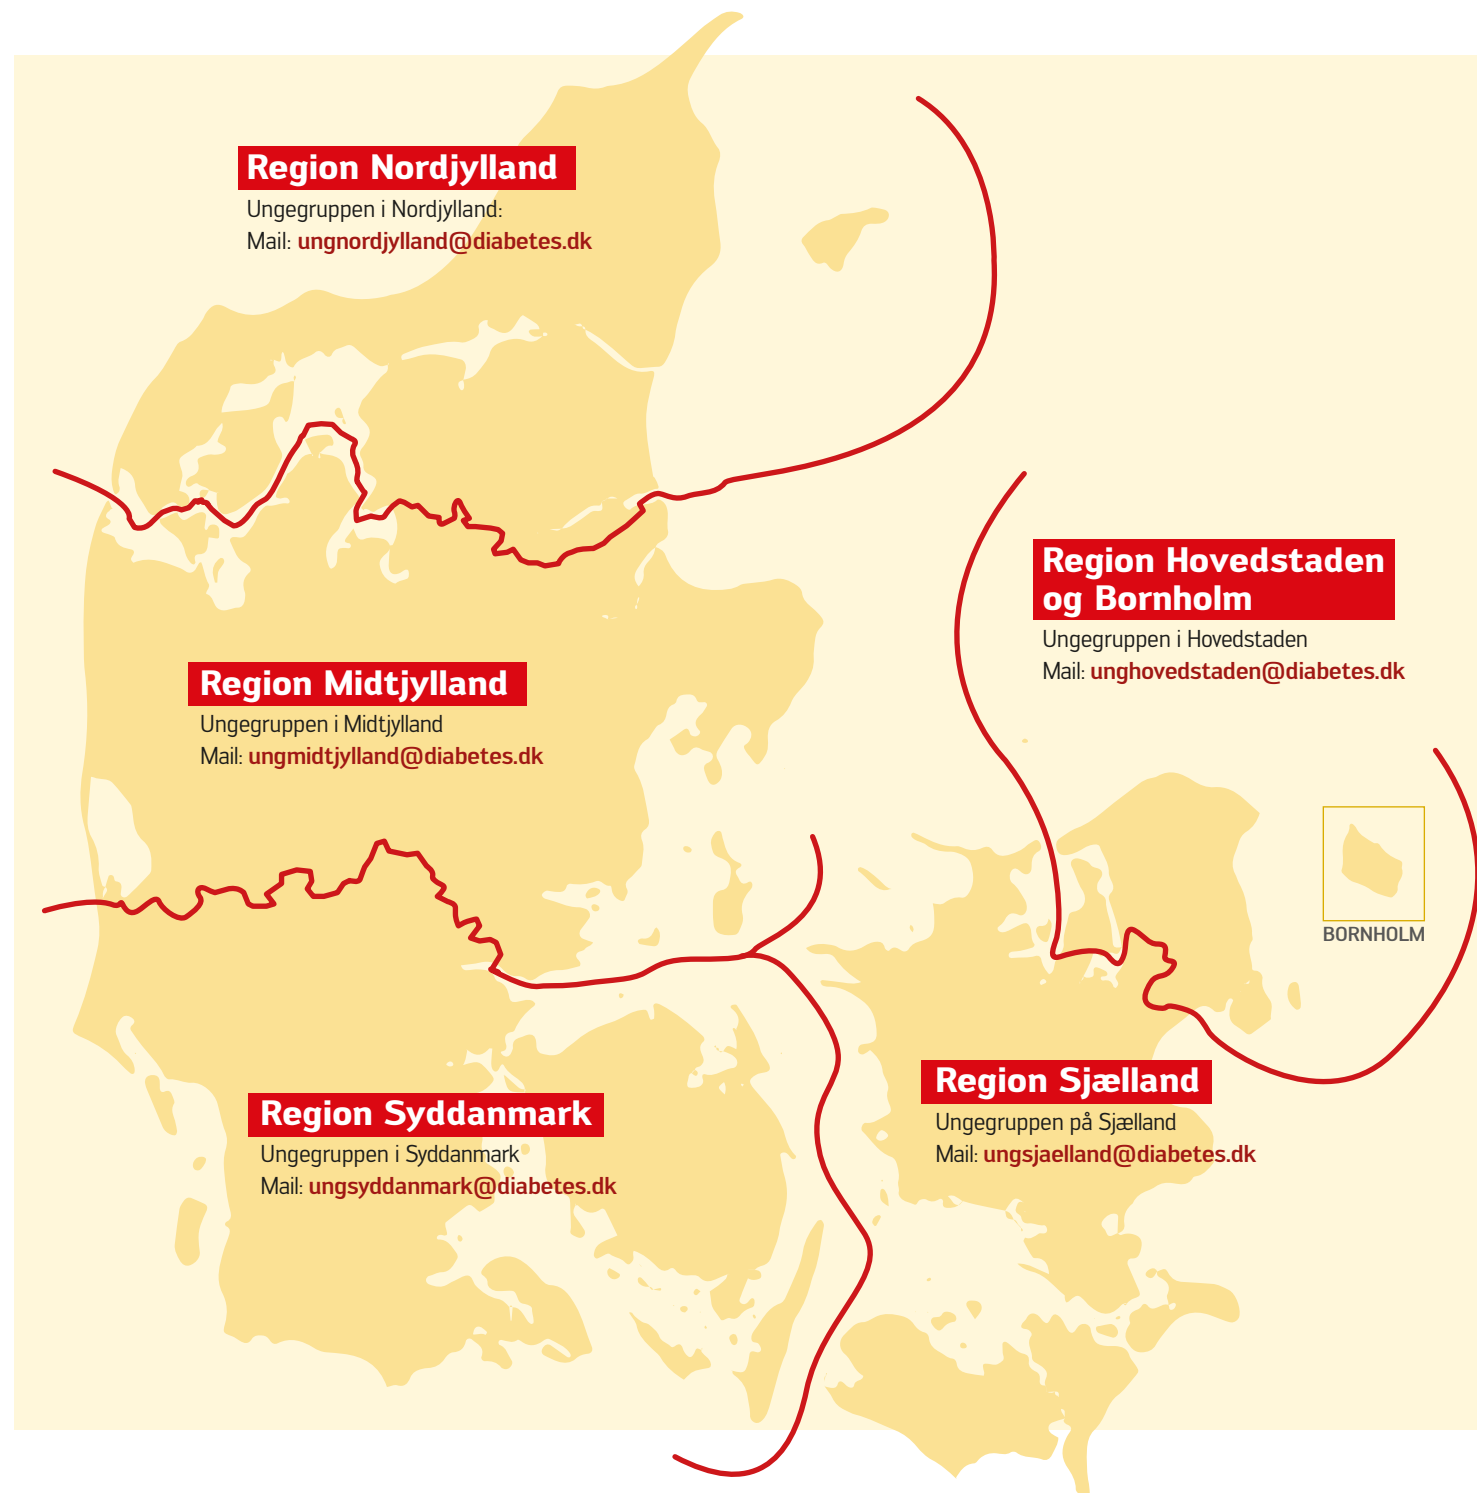 Region Nordjylland
Ungegruppen i Nordjylland:
Mail: ungnordjylland@diabetes.dk
Region Hovedstaden
og Bornholm
Ungegruppen i Hovedstaden
Mail: unghovedstaden@diabetes.dk
Region Midtjylland
Ungegruppen i Midtjylland
Mail: ungmidtjylland@diabetes.dk
BORNHOLM
Region Sjælland
Ungegruppen på Sjælland
Mail: ungsjaelland@diabetes.dk
Region Syddanmark
Ungegruppen i Syddanmark
Mail: ungsyddanmark@diabetes.dk